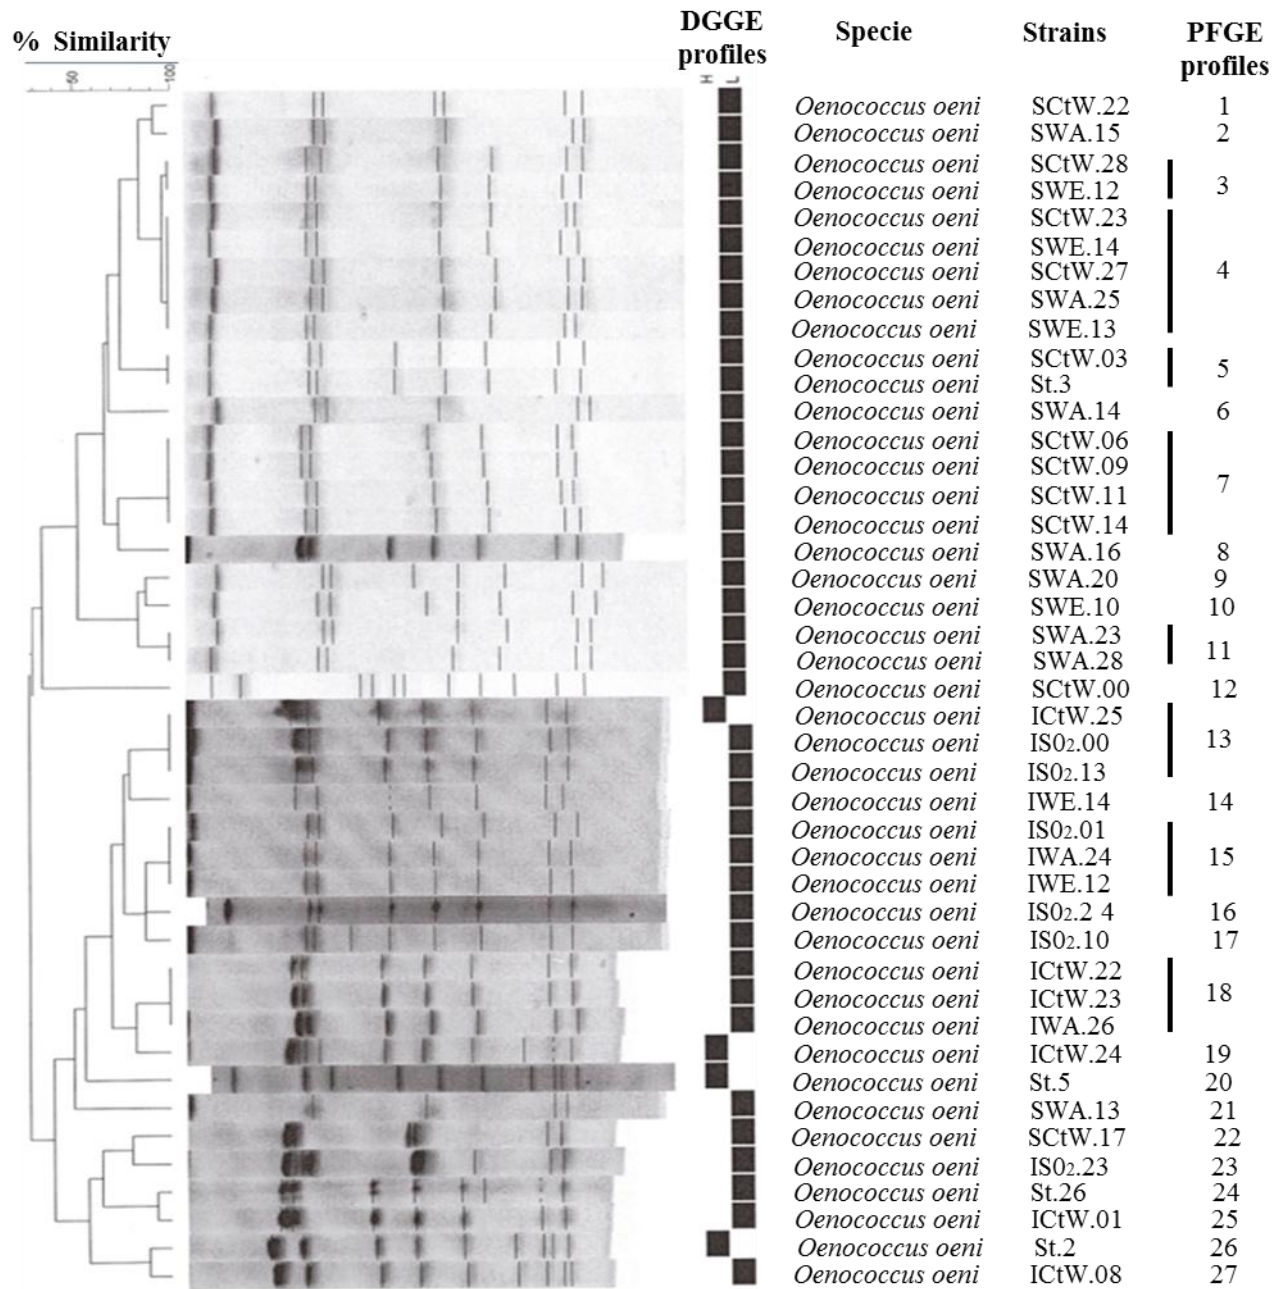 % Similarity
50
100
DGGE
profiles
H
L
Specie
Strains
PFGE
profiles
Oenococcus oeni SCtW.22 1
Oenococcus oeni SWA.15 2
Oenococcus oeni SCtW.28
Oenococcus oeni SWE.12
3
Oenococcus oeni SCtW.23
Oenococcus oeni SWE.14
Oenococcus oeni SCtW.27
4
Oenococcus oeni SWA.25
Oenococcus oeni SWE.13
Oenococcus oeni SCtW.03
Oenococcus oeni St.3
5
Oenococcus oeni SWA.14 6
Oenococcus oeni SCtW.06
Oenococcus oeni SCtW.09
7
Oenococcus oeni SCtW.11
Oenococcus oeni SCtW.14
Oenococcus oeni SWA.16 8
Oenococcus oeni SWA.20 9
Oenococcus oeni SWE.10 10
Oenococcus oeni SWA.23
Oenococcus oeni SWA.28
11
Oenococcus oeni SCtW.00 12
Oenococcus oeni ICtW.25
Oenococcus oeni IS02.00 13
Oenococcus oeni IS02.13
Oenococcus oeni IWE.14 14
Oenococcus oeni IS02.01
Oenococcus oeni IWA.24 15
Oenococcus oeni IWE.12
Oenococcus oeni IS02.2 4 16
Oenococcus oeni IS02.10 17
Oenococcus oeni ICtW.22
Oenococcus oeni ICtW.23 18
Oenococcus oeni IWA.26
Oenococcus oeni ICtW.24 19
Oenococcus oeni St.5 20
Oenococcus oeni SWA.13 21
Oenococcus oeni SCtW.17 22
Oenococcus oeni IS02.23 23
Oenococcus oeni St.26 24
Oenococcus oeni ICtW.01 25
Oenococcus oeni St.2 26
Oenococcus oeni ICtW.08 27